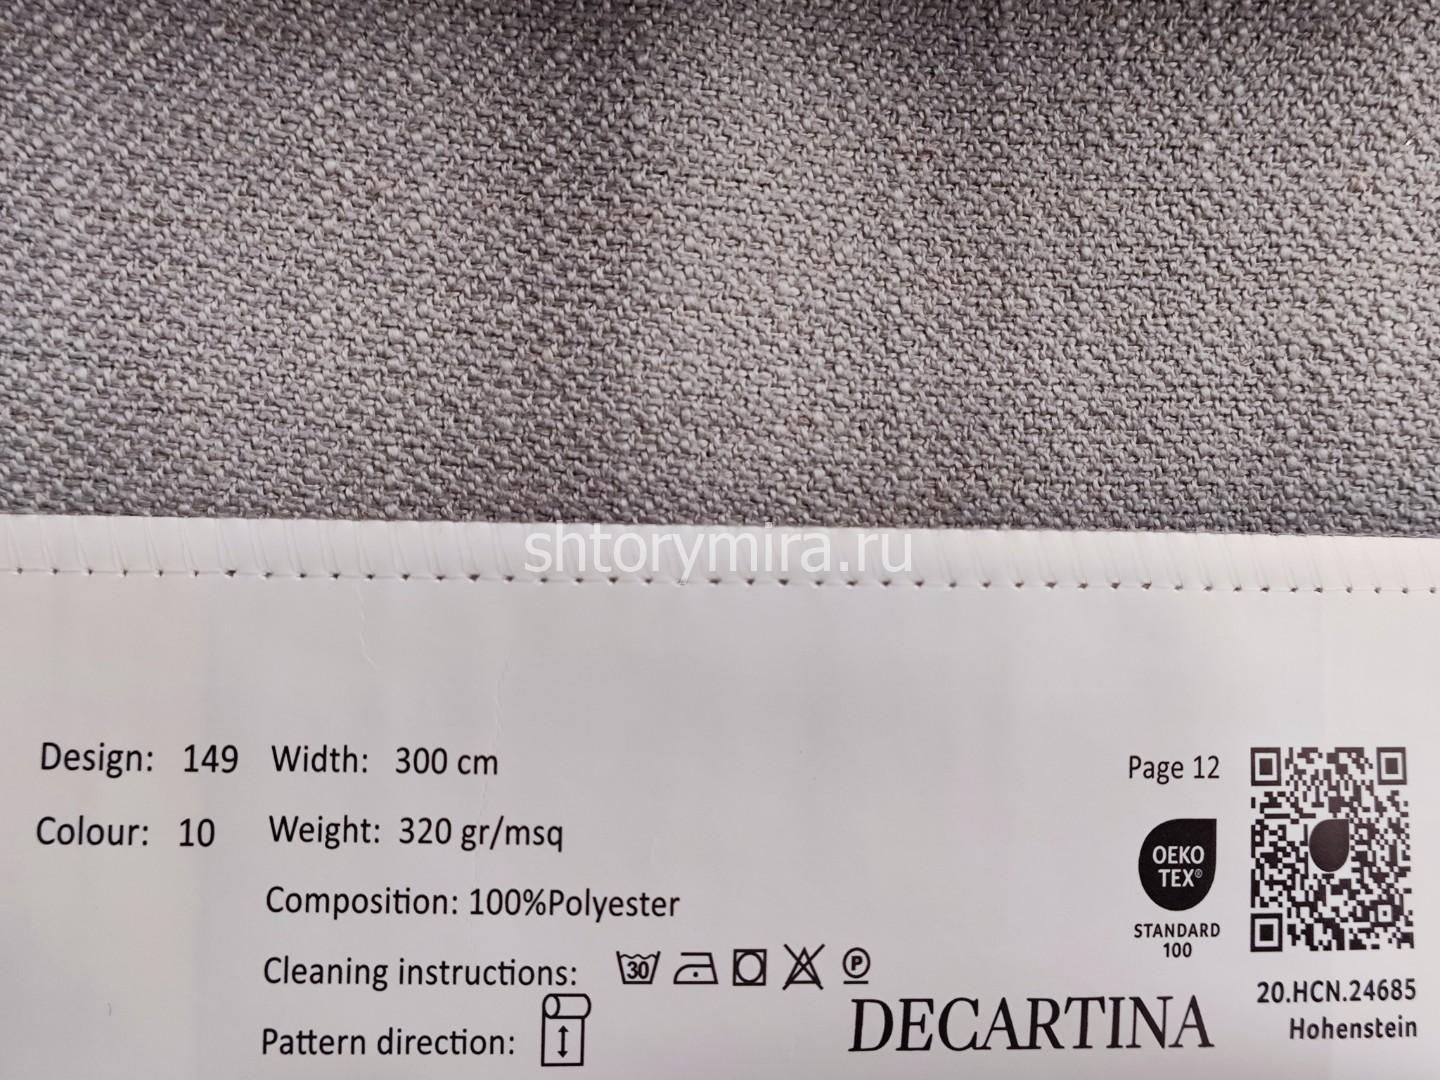 shtorymira.ru
Design: 149 Width: 300 cm
Colour: 10 Weight: 320 gr/msq
Composition: 100%Polyester
Cleaning instructions: 30 P
Pattern direction:
Page 12
OEKO
TEX®
STANDARD
100
20.HCN.24685
Hohenstein
DECARTINA